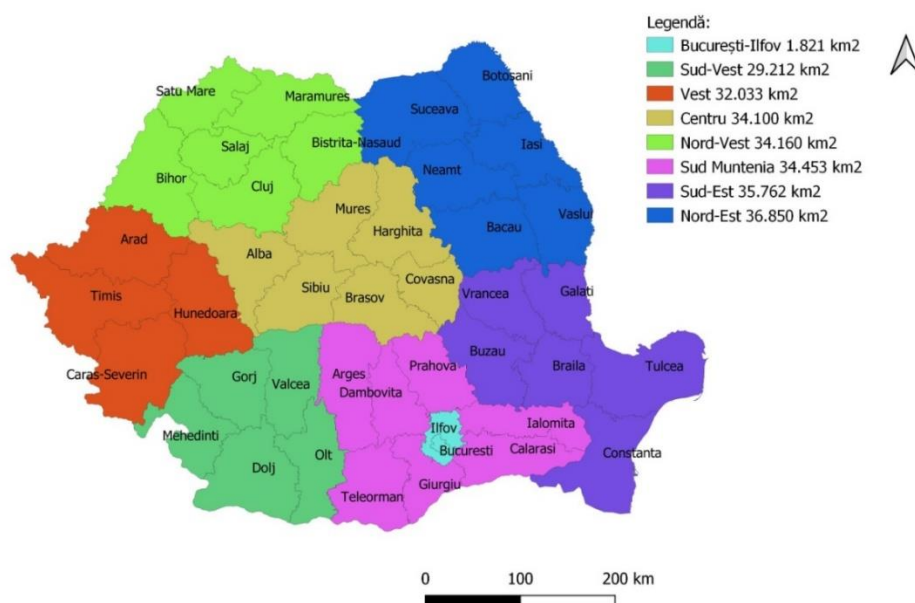 Legendă:
București-Ilfov 1.821 km2
Sud-Vest 29.212 km2
Vest 32.033 km2
Centru 34.100 km2
Nord-Vest 34.160 km2
Sud Muntenia 34.453 km2
Sud-Est 35.762 km2
Nord-Est 36.850 km2
Botosani
Satu Mare
Maramures
Suceava
Salaj
Bistrita-Nasaud
Iasi
Bihor
Cluj
Neamt
Mures
Vaslui
Arad
Alba
Harghita
Bacau
Timis
Hunedoara
Sibiu
Brasov
Covasna
Vrancea
Galati
Caras-Severin
Gorj
Valcea
Arges
Dambovita
Prahova
Buzau
Braila
Tulcea
Mehedinti
Dolj
Olt
Ilfov
Bucuresti
Ialomita
Calarasi
Constanta
Teleorman
Giurgiu
0 100 200 km